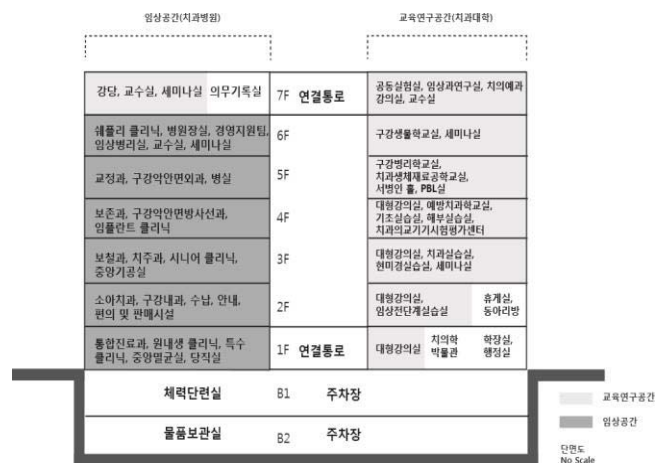 임상공간(치과병원)
교육연구공간(치과대학)
강당, 교수실, 세미나실
의무기록실
7F 연결통로
공동실험실, 임상과연구실, 치의예과
강의실, 교수실
쉐플리 클리닉, 병원장실, 경영지원팀,
임상병리실, 교수실, 세미나실
6F
구강생물학교실, 세미나실
교정과, 구강악안면외과, 병실
5F
구강병리학교실,
치과생체재료공학교실,
서병인 홀, PBL실
보존과, 구강악안면방사선과,
임플란트 클리닉
4F
대형강의실, 예방치과학교실,
기초실습실, 해부실습실,
치과의교기기시험평가센터
보철과, 치주과, 시니어 클리닉,
중앙기공실
3F
대형강의실, 치과실습실,
현미경실습실, 세미나실
소아치과, 구강내과, 수납, 안내,
편의 및 판매시설
2F
대형강의실,
임상전단계실습실
휴게실,
동아리방
통합진료과, 원내생 클리닉, 특수
클리닉, 중앙멸균실, 당직실
1F 연결통로
대형강의실
치의학
박물관
학장실,
행정실
체력단련실
B1
주차장
물품보관실
B2
주차장
교육연구공간
임상공간
단면도
No Scale